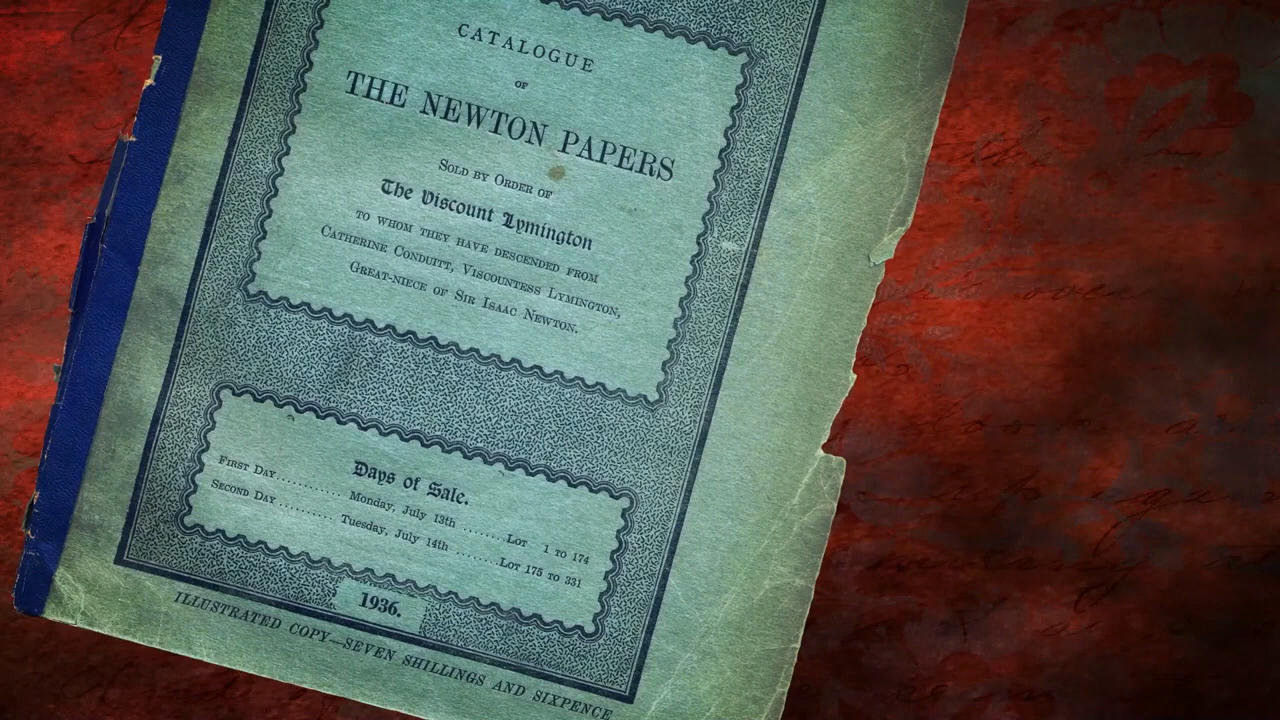 CATALOGUE
OF
THE NEWTON PAPERS
SOLD BY ORDER OF
The Viscount Lymington
TO WHOM THEY HAVE DESCENDED FROM
CATHERINE CONDUITT, VISCOUNTESS LYMINGTON,
GREAT-NIECE OF SIR ISAAC NEWTON.
Days of Sale.
FIRST DAY............ Monday, July 13th ........LOT 1 TO 174
SECOND DAY.......... Tuesday, July 14th ........LOT 175 TO 331
1936.
ILLUSTRATED COPY—SEVEN SHILLINGS AND SIXPENCE